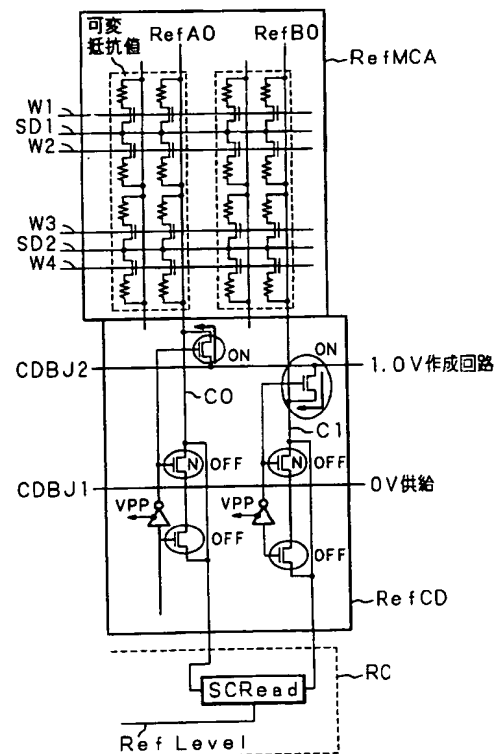 可変
抵抗値
RefA0
RefB0
RefMCA
W1
SD1
W2
W3
SD2
W4
ON
ON
CDBJ2
1.0V作成回路
C0
C1
N
OFF
N
OFF
CDBJ1
0V供給
VPP
VPP
OFF
OFF
RefCD
RC
SCRead
Ref Level